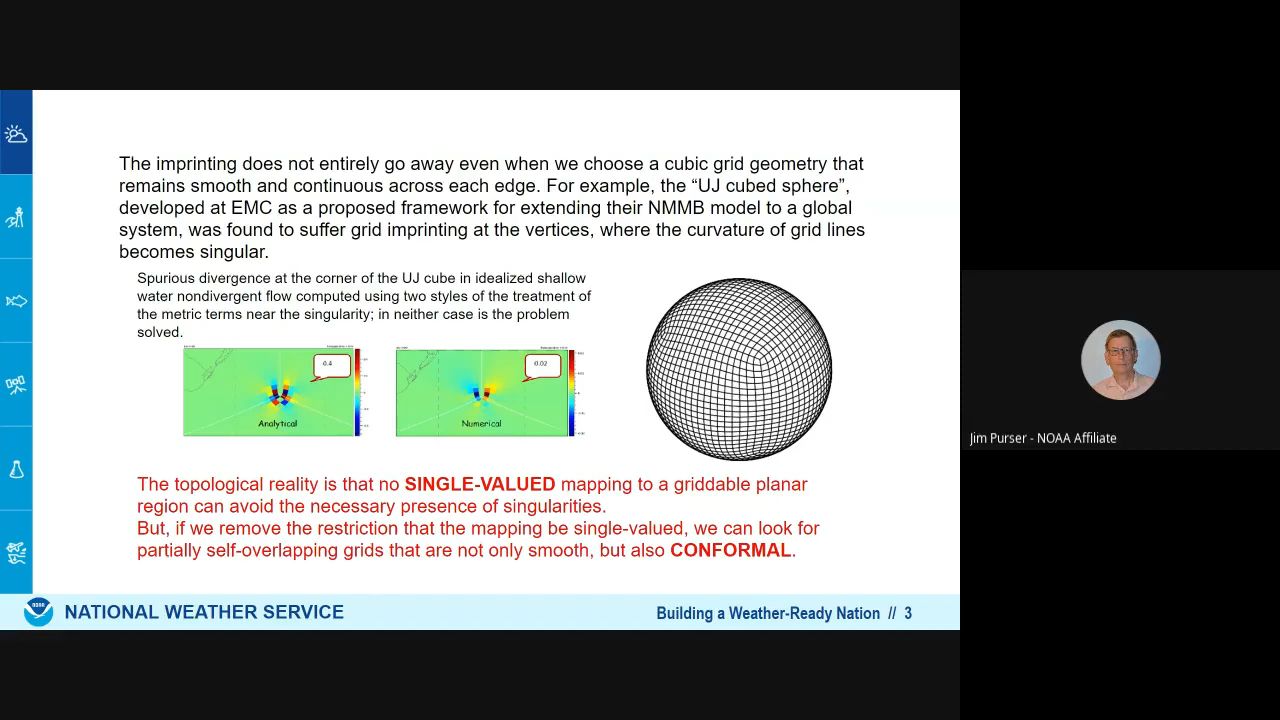 The imprinting does not entirely go away even when we choose a cubic grid geometry that
remains smooth and continuous across each edge. For example, the “UJ cubed sphere”,
developed at EMC as a proposed framework for extending their NMMB model to a global
system, was found to suffer grid imprinting at the vertices, where the curvature of grid lines
becomes singular.
Spurious divergence at the corner of the UJ cube in idealized shallow
water nondivergent flow computed using two styles of the treatment of
the metric terms near the singularity; in neither case is the problem
solved.
0.4
0.02
Analytical
Numerical
The topological reality is that no SINGLE-VALUED mapping to a griddable planar
region can avoid the necessary presence of singularities.
But, if we remove the restriction that the mapping be single-valued, we can look for
partially self-overlapping grids that are not only smooth, but also CONFORMAL.
NATIONAL WEATHER SERVICE
Building a Weather-Ready Nation // 3
Jim Purser - NOAA Affiliate